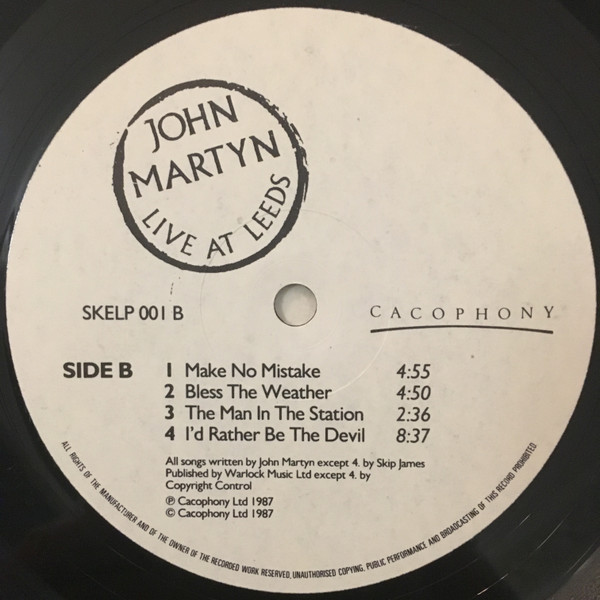 JOHN
MARTYN
LIVE AT LEEDS
SKELP 001 B
CACOPHONY
SIDE B
1 Make No Mistake 4:55
2 Bless The Weather 4:50
3 The Man In The Station 2:36
4 I'd Rather Be The Devil 8:37
All songs written by John Martyn except 4. by Skip James
Published by Warlock Music Ltd except 4. by
Copyright Control
℗ Cacophony Ltd 1987
© Cacophony Ltd 1987
ALL RIGHTS OF THE MANUFACTURER AND OF THE OWNER OF THE RECORDED WORK RESERVED, UNAUTHORISED COPYING, PUBLIC PERFORMANCE AND BROADCASTING OF THIS RECORD PROHIBITED.